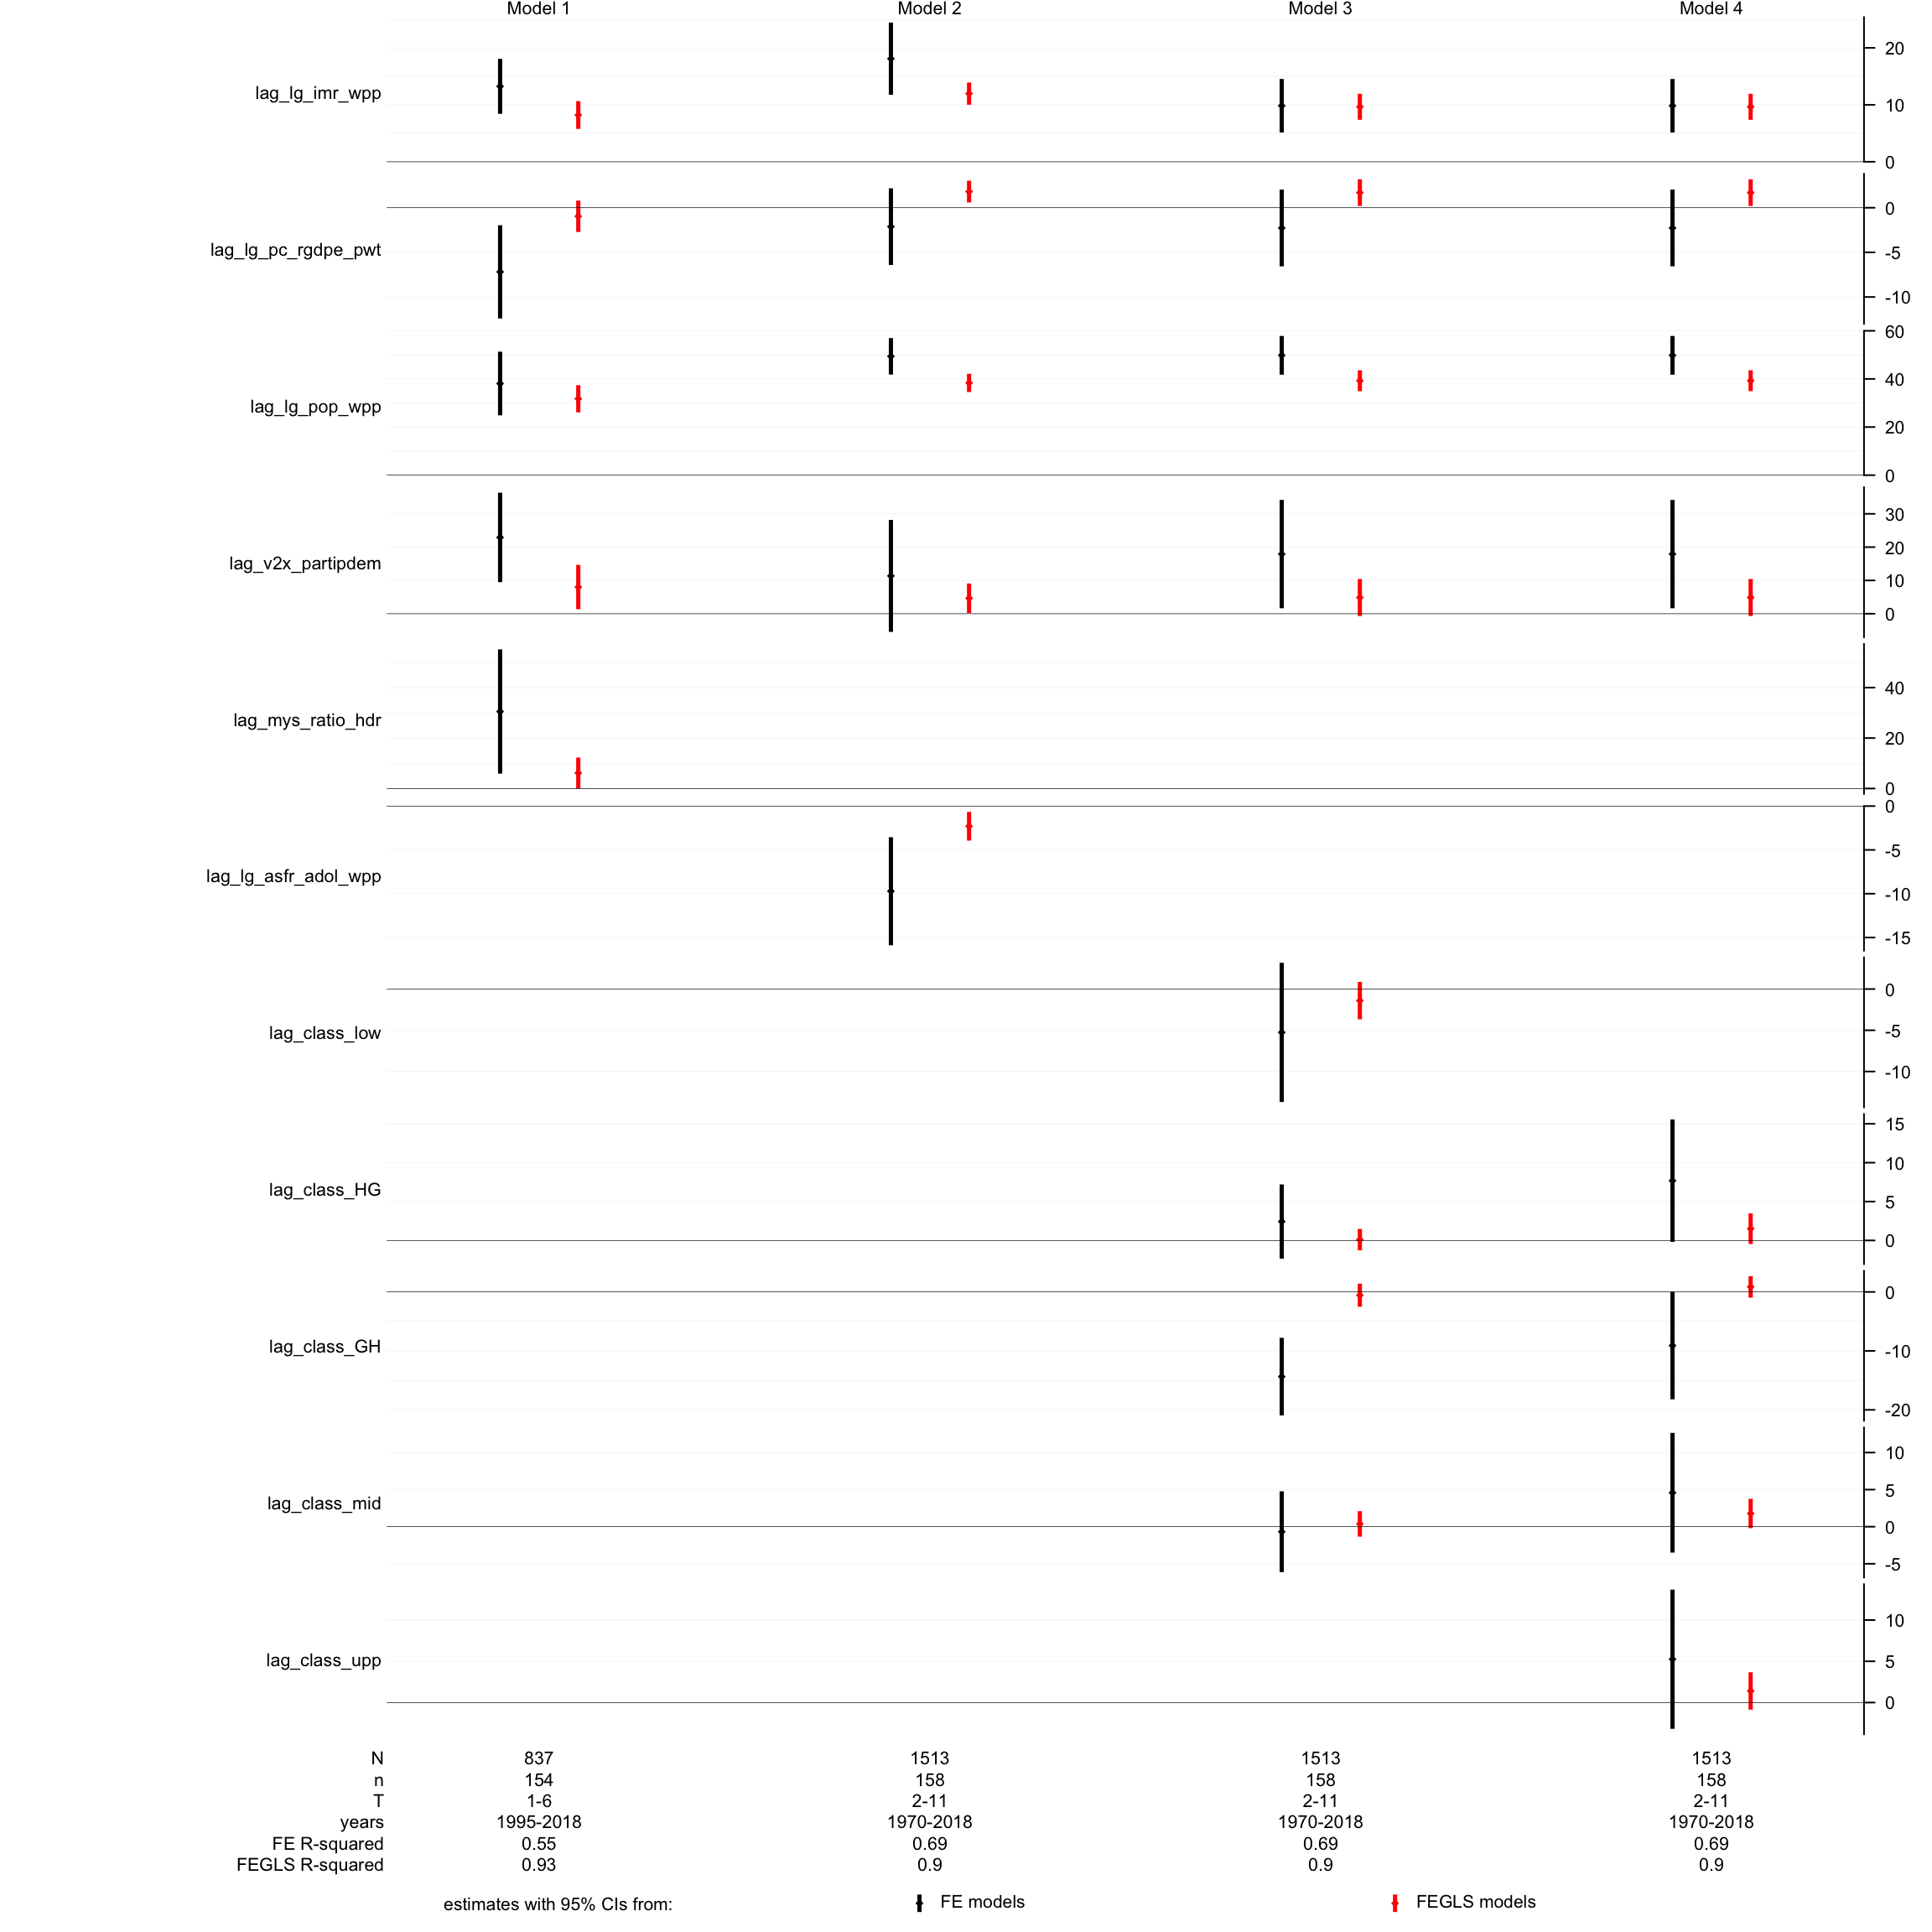 Model 1 Model 2 Model 3 Model 4
lag_lg_imr_wpp
20
10
0
lag_lg_pc_rgdpe_pwt
0
-5
-10
lag_lg_pop_wpp
60
40
20
0
lag_v2x_partipdem
30
20
10
0
lag_mys_ratio_hdr
40
20
0
lag_lg_asfr_adol_wpp
0
-5
-10
-15
lag_class_low
0
-5
-10
lag_class_HG
15
10
5
0
lag_class_GH
0
-10
-20
lag_class_mid
10
5
0
-5
lag_class_upp
10
5
0
N 837 1513 1513 1513
n 154 158 158 158
T 1-6 2-11 2-11 2-11
years 1995-2018 1970-2018 1970-2018 1970-2018
FE R-squared 0.55 0.69 0.69 0.69
FEGLS R-squared 0.93 0.9 0.9 0.9
estimates with 95% CIs from: FE models FEGLS models